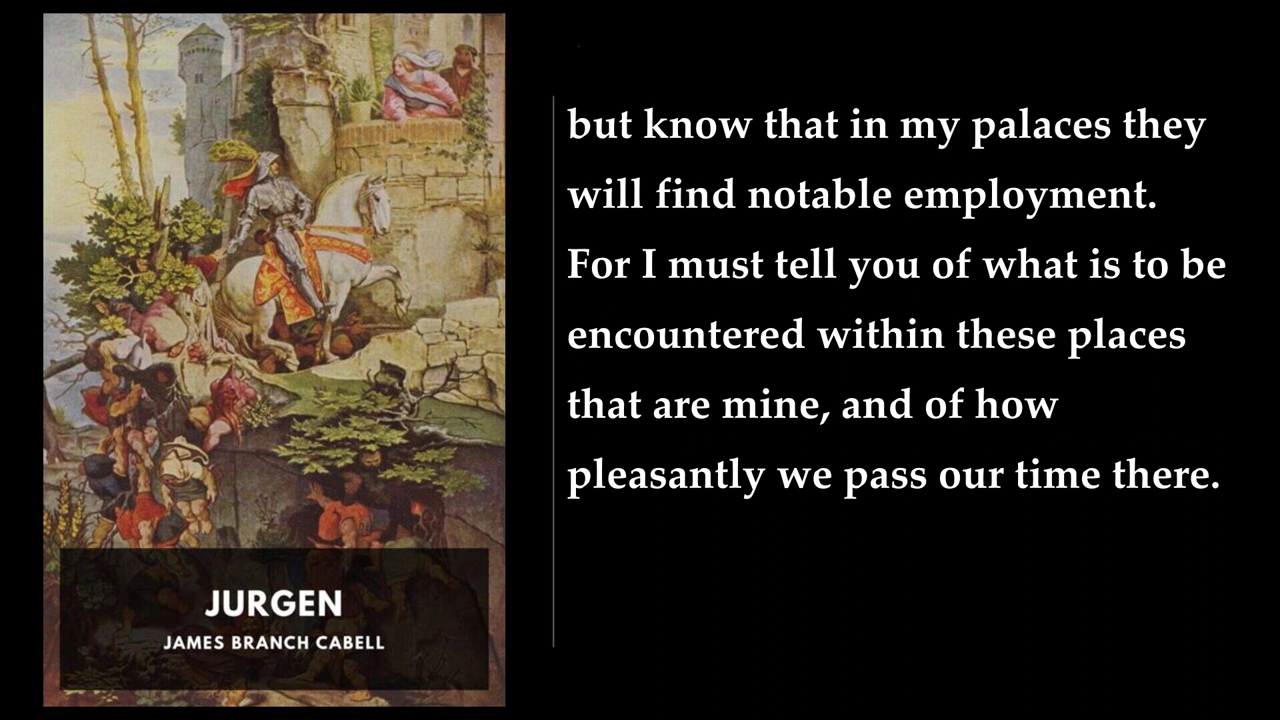 but know that in my palaces they
will find notable employment.
For I must tell you of what is to be
encountered within these places
that are mine, and of how
pleasantly we pass our time there.
JURGEN
JAMES BRANCH CABELL